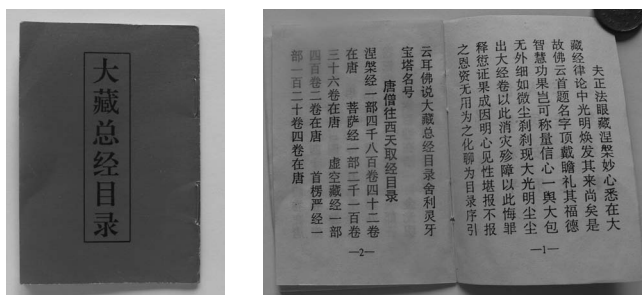 大藏总经目录
夫正法眼藏涅槃妙心悉在大
藏经律论中光明焕发其来尚矣是
故佛云首题名字顶戴瞻礼其福德
智慧功果岂可称量信心一舆大包
无外细如微尘刹刹现大光明尘尘
出大经卷以此消灾殄障以此悔罪
释愆证果成因明心见性堪报不报
之恩资无用为之化聊为目录序引
—1—
云耳佛说大藏总经目录舍利灵牙
宝塔名号
唐僧往西天取经目录
涅槃经一部四千八百卷四十二卷
在唐 菩萨经一部二千一百卷
三十六卷在唐 虚空藏经一部
四百卷二卷在唐 首楞严经一
部一百二十卷四卷在唐
—2—